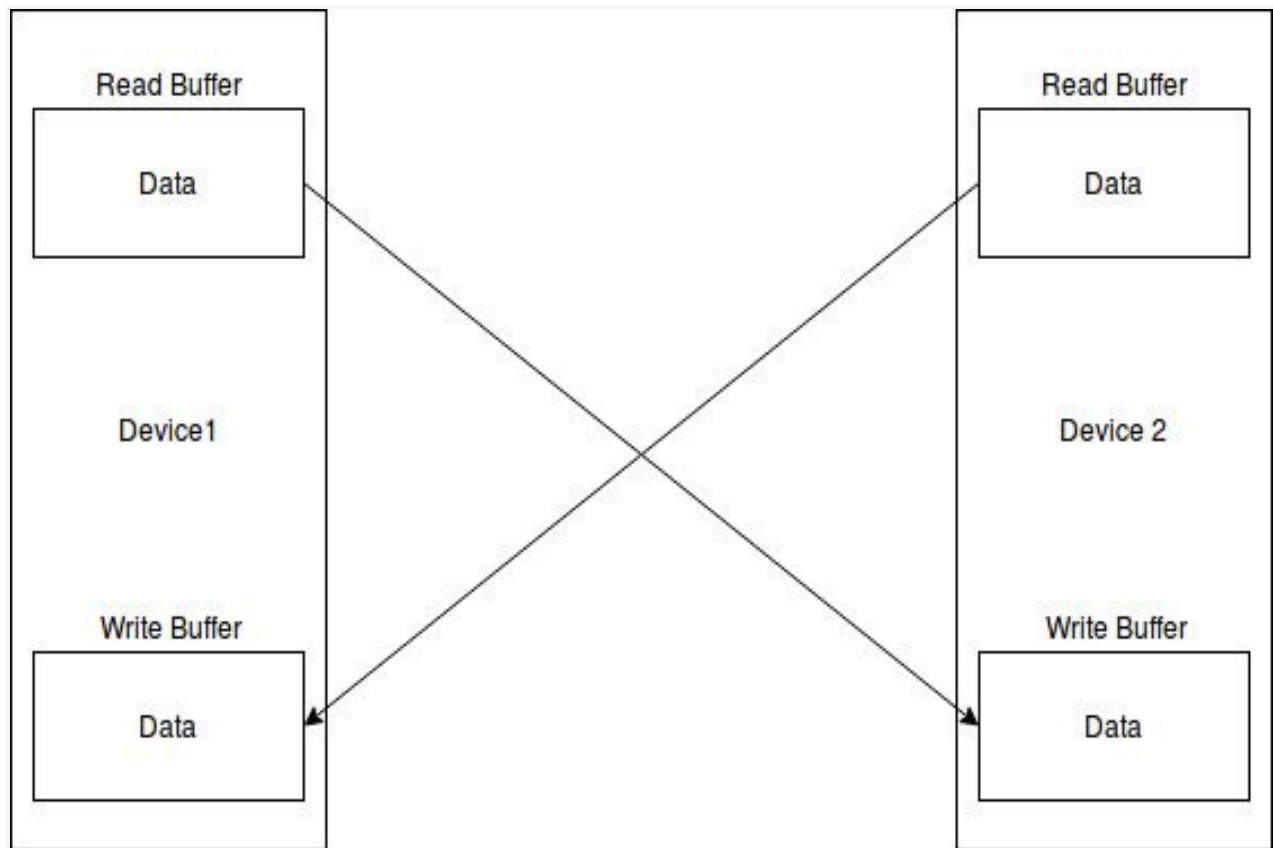 Read Buffer
Data
Device1
Write Buffer
Data
Read Buffer
Data
Device 2
Write Buffer
Data